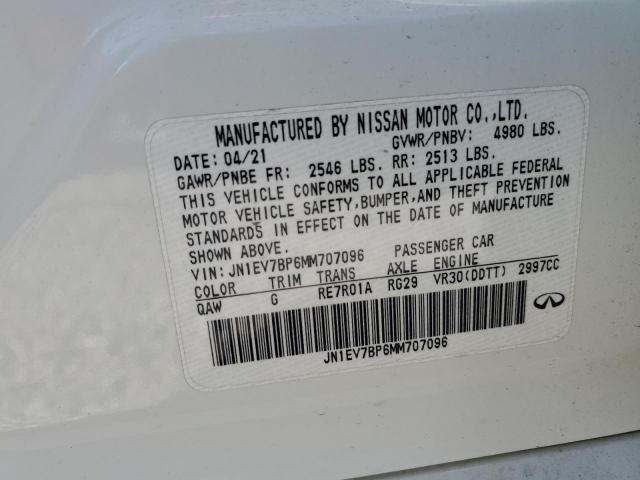 MANUFACTURED BY NISSAN MOTOR CO.,LTD.
DATE: 04/21 GVWR/PNBV: 4980 LBS.
GAWR/PNBE FR: 2546 LBS. RR: 2513 LBS.
THIS VEHICLE CONFORMS TO ALL APPLICABLE FEDERAL
MOTOR VEHICLE SAFETY,BUMPER,AND THEFT PREVENTION
STANDARDS IN EFFECT ON THE DATE OF MANUFACTURE
SHOWN ABOVE.
VIN: JN1EV7BP6MM707096 PASSENGER CAR
COLOR TRIM TRANS AXLE ENGINE
QAW G RE7R01A RG29 VR30(DDTT) 2997CC
JN1EV7BP6MM707096